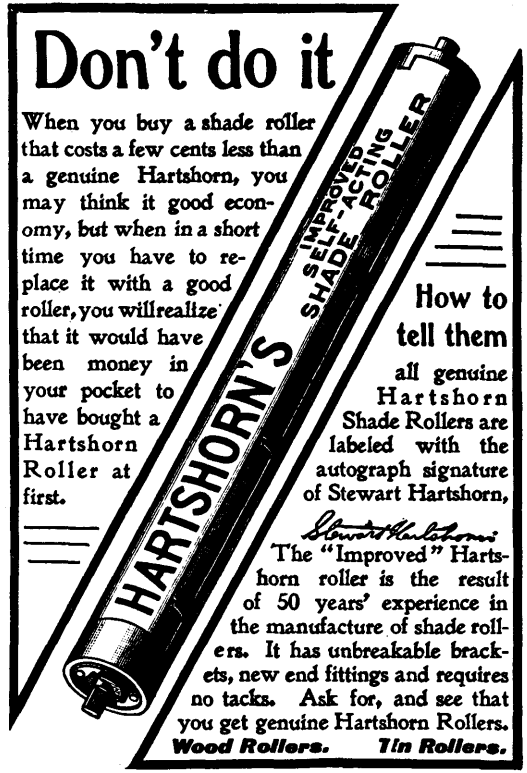 Don't do it
When you buy a shade roller
that costs a few cents less than
a genuine Hartshorn, you
may think it good econ-
omy, but when in a short
time you have to re-
place it with a good
roller, you will realize
that it would have
been money in
your pocket to
have bought a
Hartshorn
Roller at
first.
HARTSHORN'S
IMPROVED
SELF-ACTING
SHADE ROLLER
How to
tell them
all genuine
Hartshorn
Shade Rollers are
labeled with the
autograph signature
of Stewart Hartshorn,
Stewart Hartshorn
The "Improved" Harts-
horn roller is the result
of 50 years' experience in
the manufacture of shade roll-
ers. It has unbreakable brack-
ets, new end fittings and requires
no tacks. Ask for, and see that
you get genuine Hartshorn Rollers.
Wood Rollers. Tin Rollers.